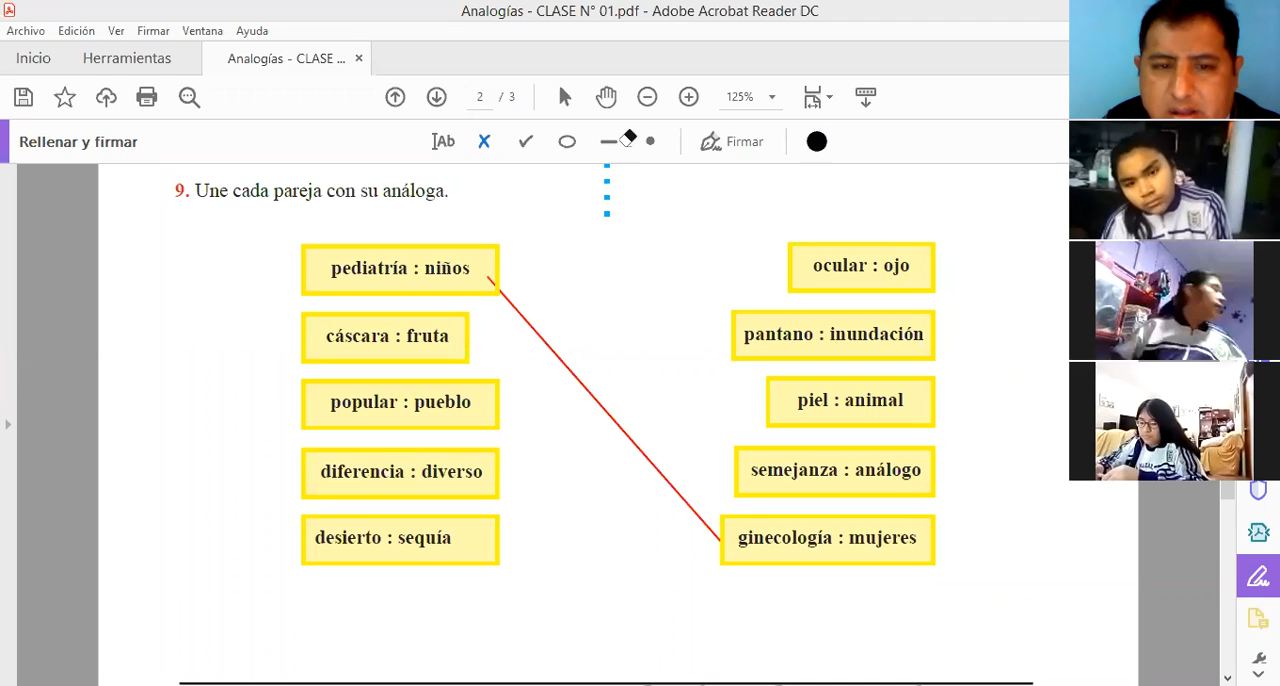 Analogías - CLASE N° 01.pdf - Adobe Acrobat Reader DC
Archivo Edición Ver Firmar Ventana Ayuda
Inicio Herramientas Analogías - CLASE ... ×
2 / 3 125%
Rellenar y firmar Ab Firmar
9. Une cada pareja con su análoga.
pediatría : niños ocular : ojo
cáscara : fruta pantano : inundación
popular : pueblo piel : animal
diferencia : diverso semejanza : análogo
desierto : sequía ginecología : mujeres